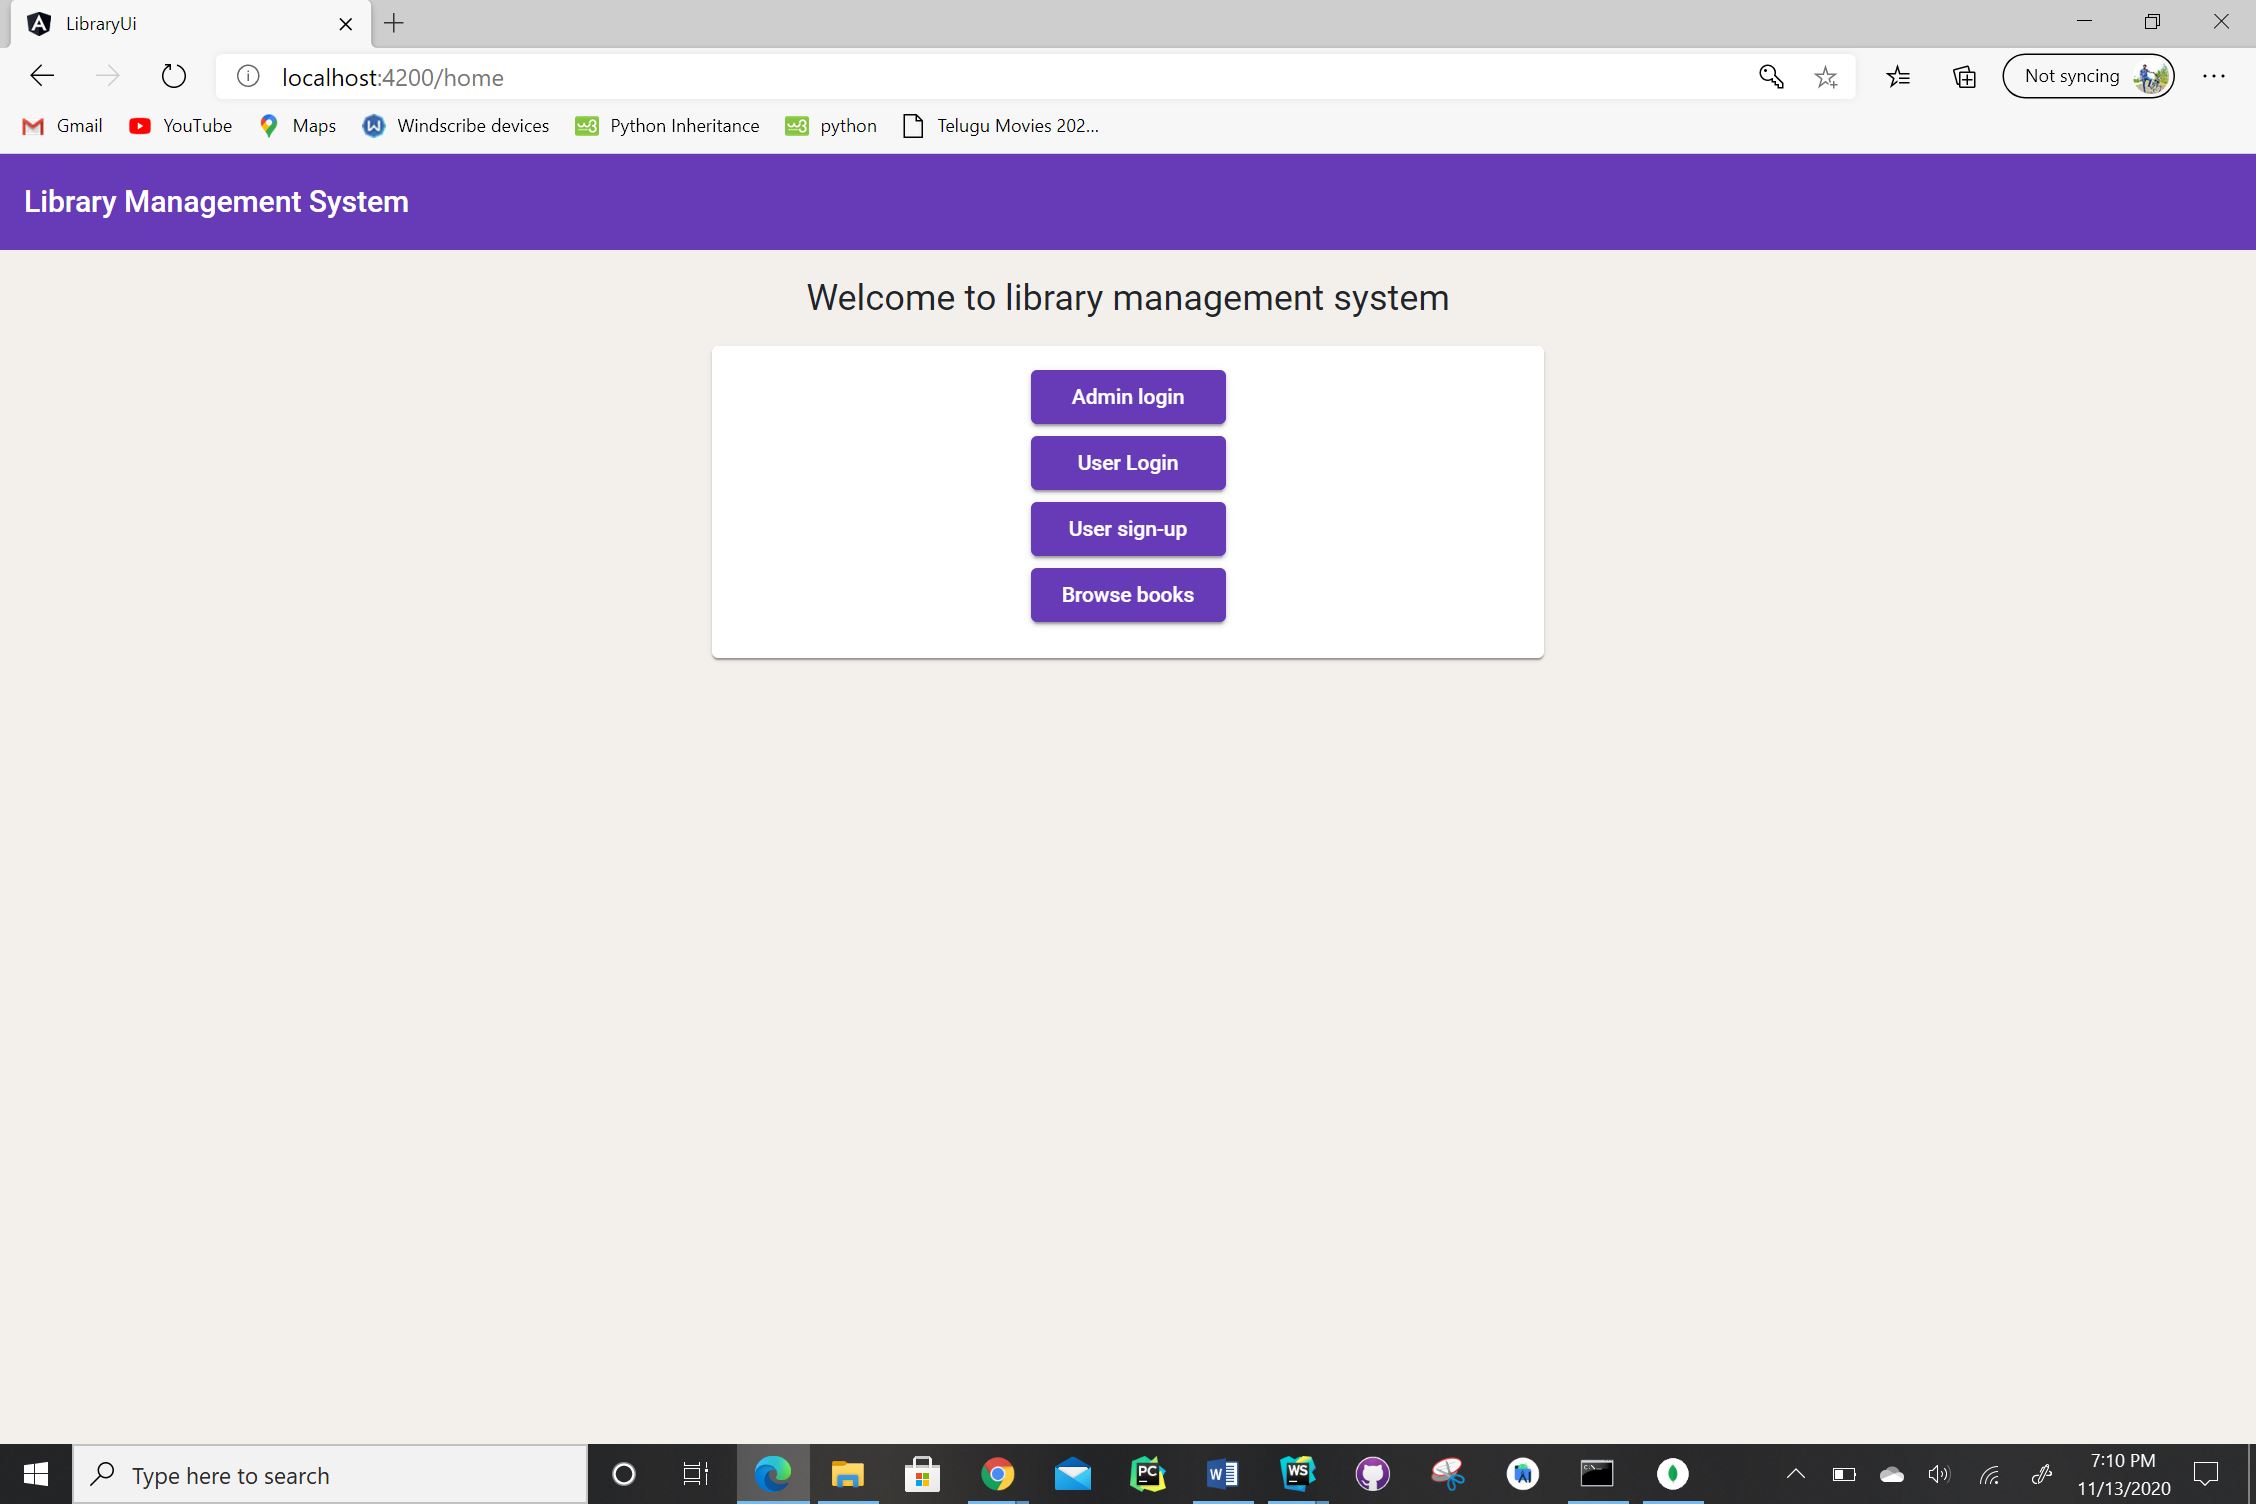 LibraryUi
localhost:4200/home
Not syncing
Gmail YouTube Maps Windscribe devices Python Inheritance python Telugu Movies 202...
Library Management System
Welcome to library management system
Admin login
User Login
User sign-up
Browse books
Type here to search
PC
W
WS
7:10 PM
11/13/2020